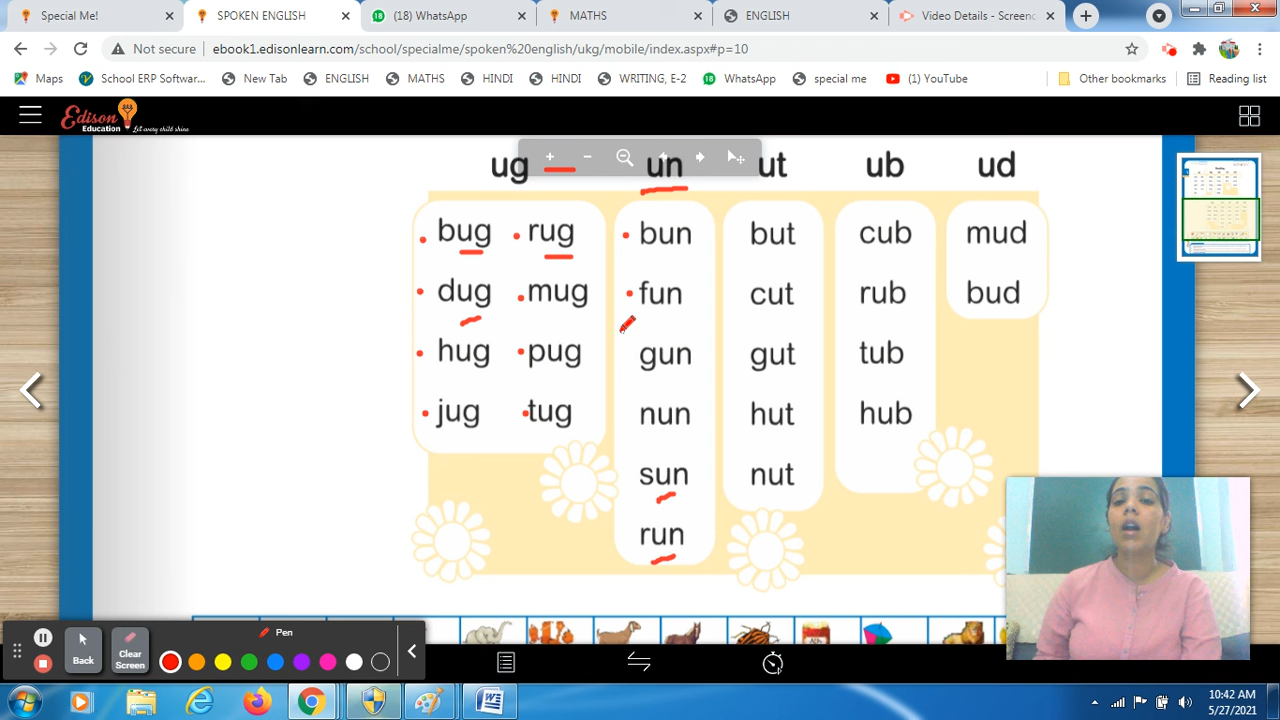 Special Me!
SPOKEN ENGLISH
(18) WhatsApp
MATHS
ENGLISH
Video Details - Screenc
Not secure
ebook1.edisonlearn.com/school/specialme/spoken%20english/ukg/mobile/index.aspx#p=10
Maps
School ERP Softwar...
New Tab
ENGLISH
MATHS
HINDI
HINDI
WRITING, E-2
WhatsApp
special me
(1) YouTube
Other bookmarks
Reading list
Edison
Education
Let every child shine
ug un ut ub ud
bug rug bun but cub mud
dug mug fun cut rub bud
hug pug gun gut tub
jug tug nun hut hub
sun nut
run
Pen
Back
Clear
Screen
10:42 AM
5/27/2021